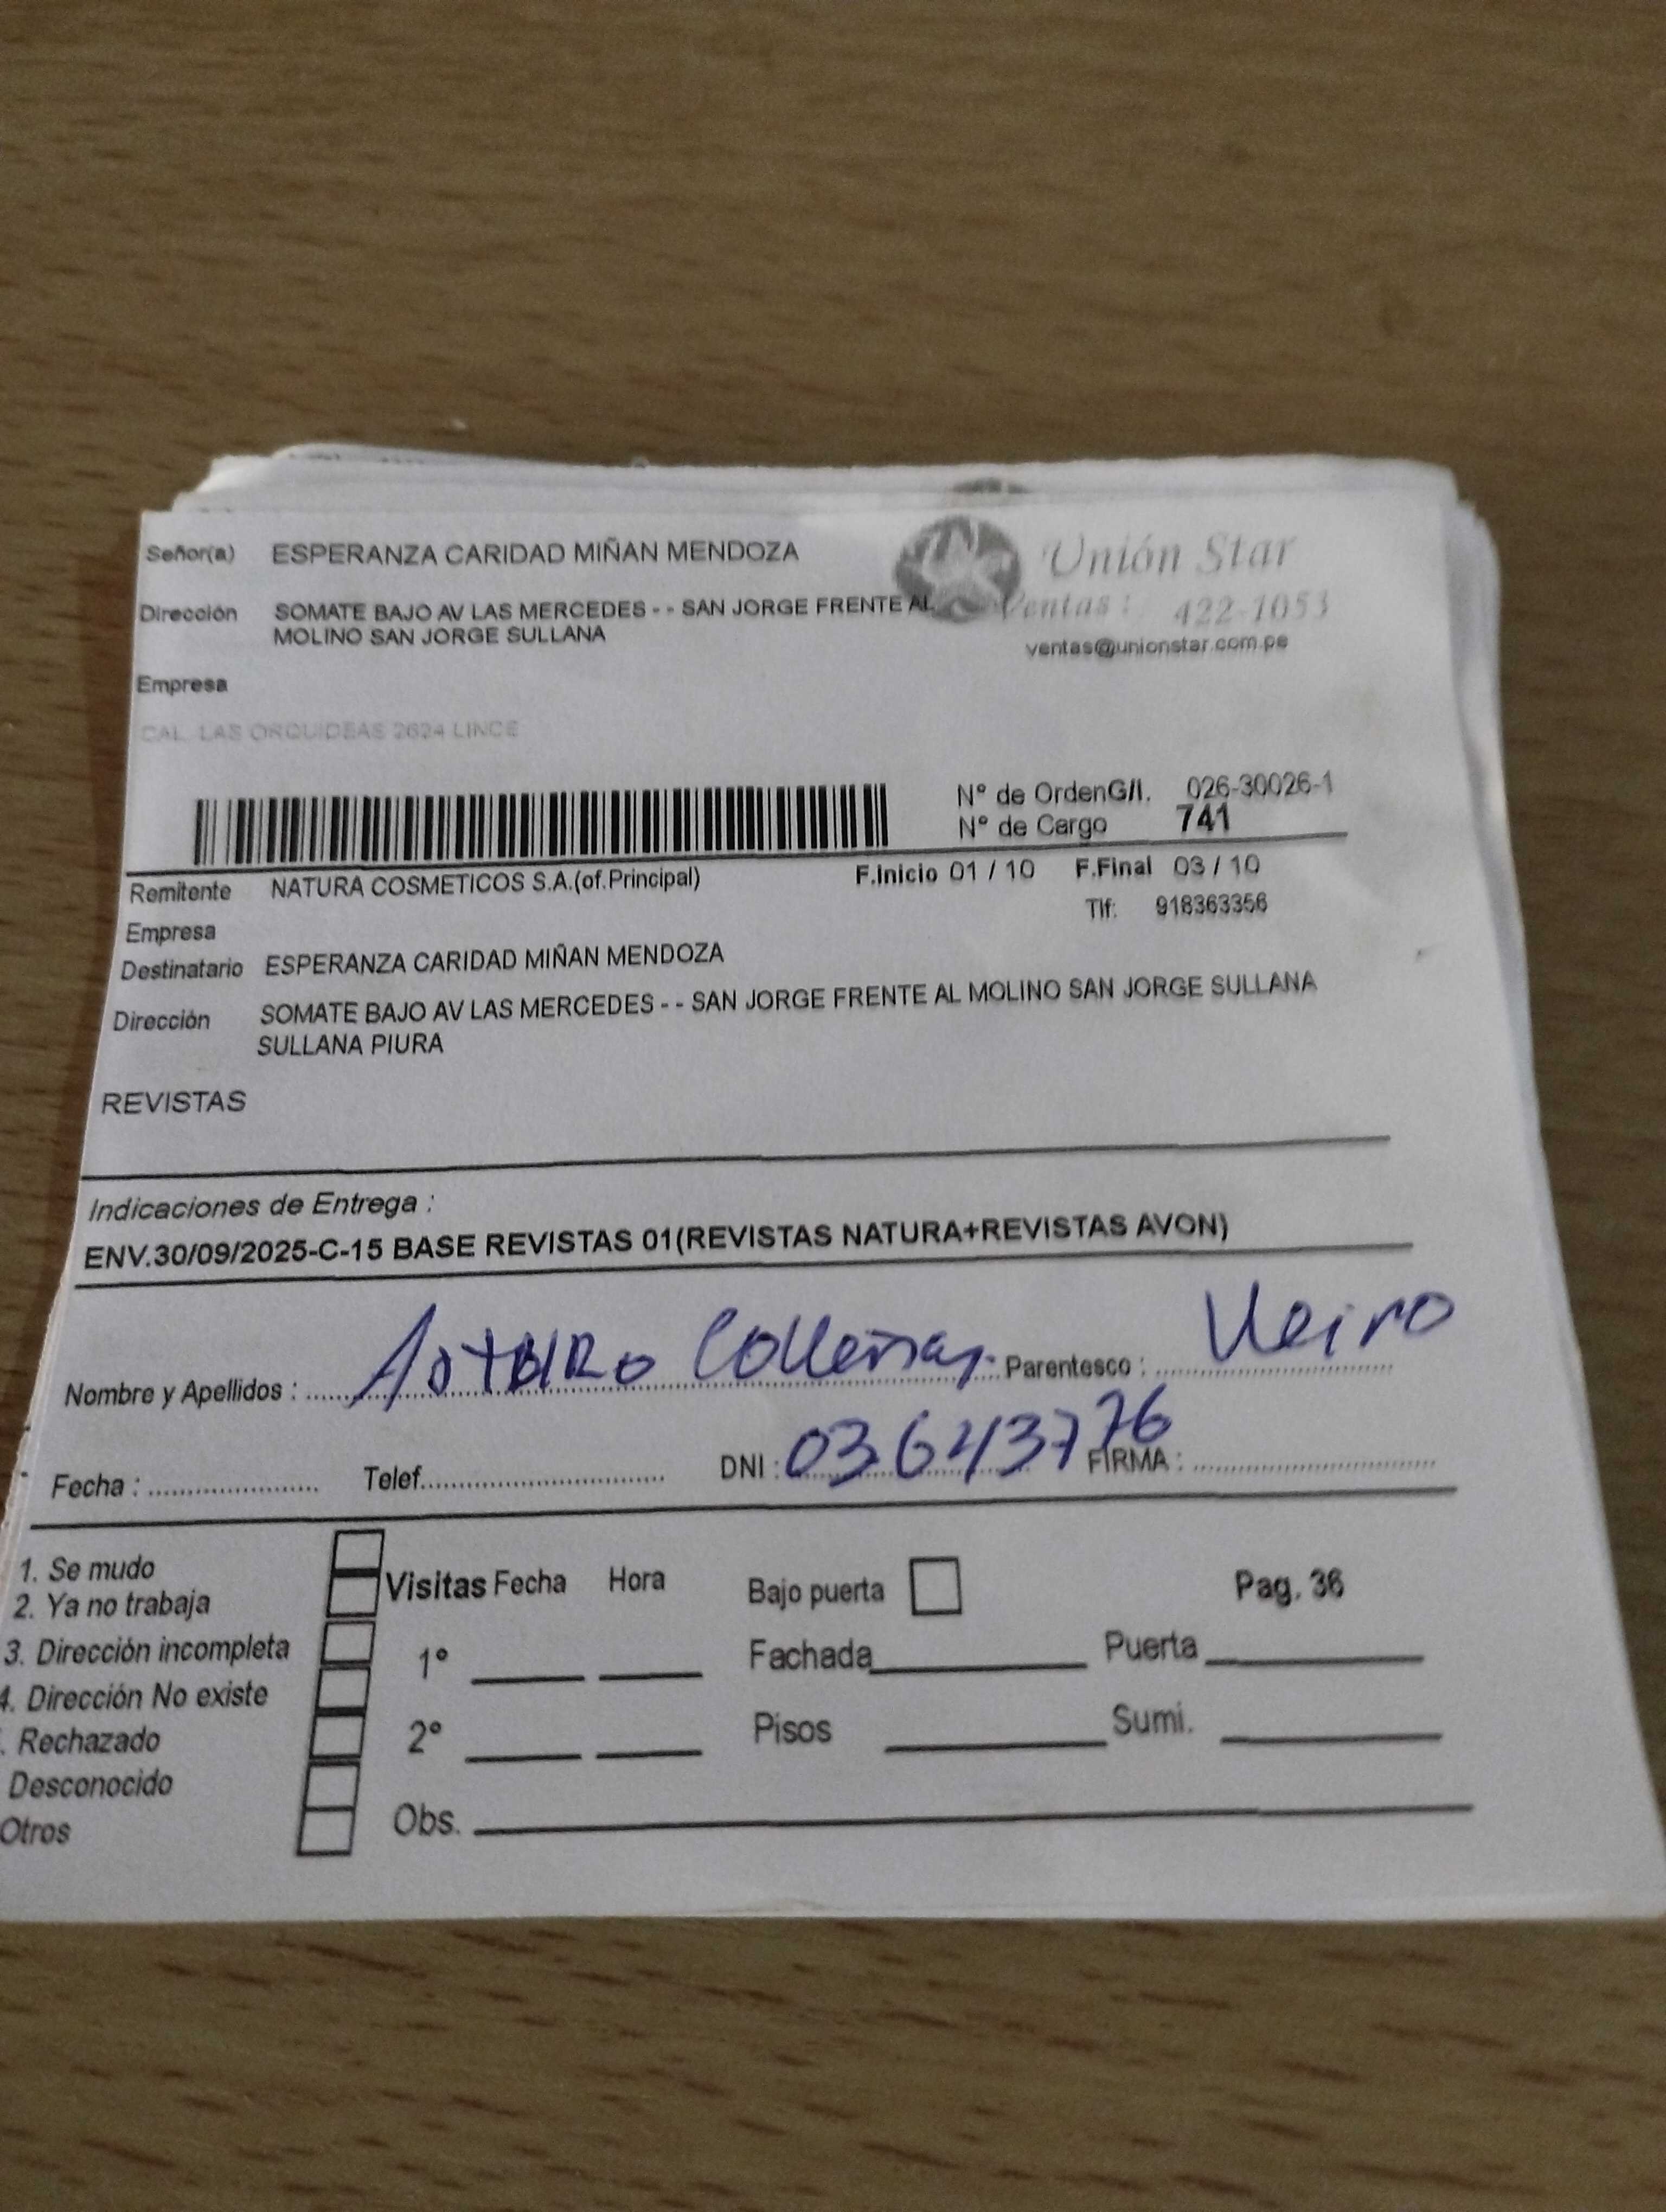 Señor(a) ESPERANZA CARIDAD MIÑAN MENDOZA
Unión Star
Dirección SOMATE BAJO AV LAS MERCEDES - - SAN JORGE FRENTE AL
MOLINO SAN JORGE SULLANA
Ventas: 422-1053
ventas@unionstar.com.pe
Empresa
CAL. LAS ORQUIDEAS 2624 LINCE
Nº de OrdenG/I. 026-30026-1
Nº de Cargo 741
Remitente NATURA COSMETICOS S.A.(of.Principal) F.Inicio 01 / 10 F.Final 03 / 10
Tlf: 918363356
Empresa
Destinatario ESPERANZA CARIDAD MIÑAN MENDOZA
Dirección SOMATE BAJO AV LAS MERCEDES - - SAN JORGE FRENTE AL MOLINO SAN JORGE SULLANA
SULLANA PIURA
REVISTAS
Indicaciones de Entrega :
ENV.30/09/2025-C-15 BASE REVISTAS 01(REVISTAS NATURA+REVISTAS AVON)
Nombre y Apellidos : Parentesco :
Fecha : Telef. DNI : 03643776 FIRMA :
1. Se mudo
2. Ya no trabaja
3. Dirección incompleta
4. Dirección No existe
. Rechazado
Desconocido
Otros
Visitas Fecha Hora Bajo puerta Pag. 36
1º Fachada Puerta
2º Pisos Sumi.
Obs.